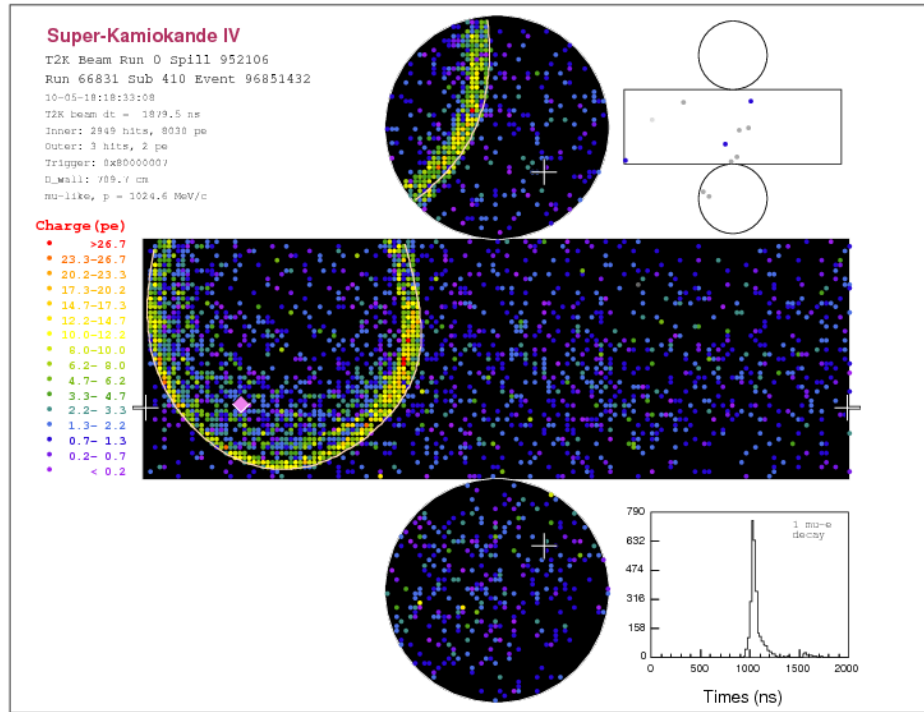 Super-Kamiokande IV
T2K Beam Run 0 Spill 952106
Run 66831 Sub 410 Event 96851432
10-05-18:18:33:08
T2K beam dt = 1879.5 ns
Inner: 2949 hits, 8030 pe
Outer: 3 hits, 2 pe
Trigger: 0x80000007
D_wall: 709.7 cm
mu-like, p = 1024.6 MeV/c
Charge(pe)
>26.7
23.3-26.7
20.2-23.3
17.3-20.2
14.7-17.3
12.2-14.7
10.0-12.2
8.0-10.0
6.2- 8.0
4.7- 6.2
3.3- 4.7
2.2- 3.3
1.3- 2.2
0.7- 1.3
0.2- 0.7
< 0.2
1 mu-e
decay
790
632
474
316
158
0
0 500 1000 1500 2000
Times (ns)